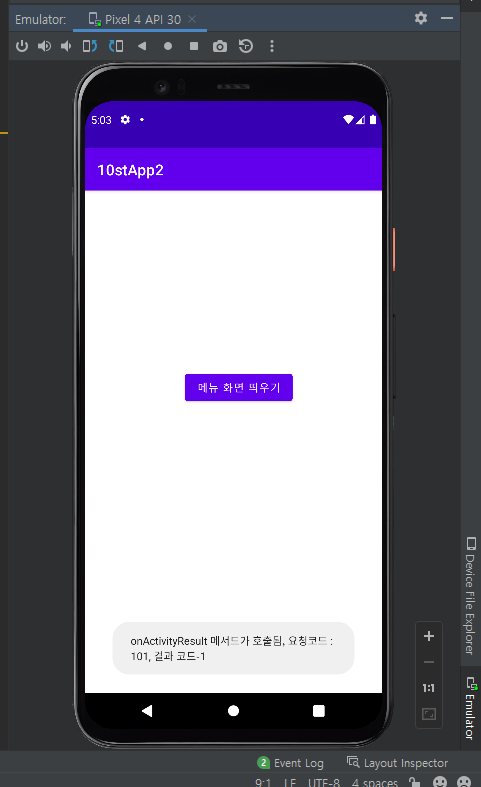 Emulator:
Pixel 4 API 30
5:03
10stApp2
메뉴 화면 띄우기
onActivityResult 메서드가 호출됨, 요청코드 :
101, 결과 코드-1
1:1
Device File Explorer
Emulator
2 Event Log
Layout Inspector
9:1 LF UTF-8 4 spaces